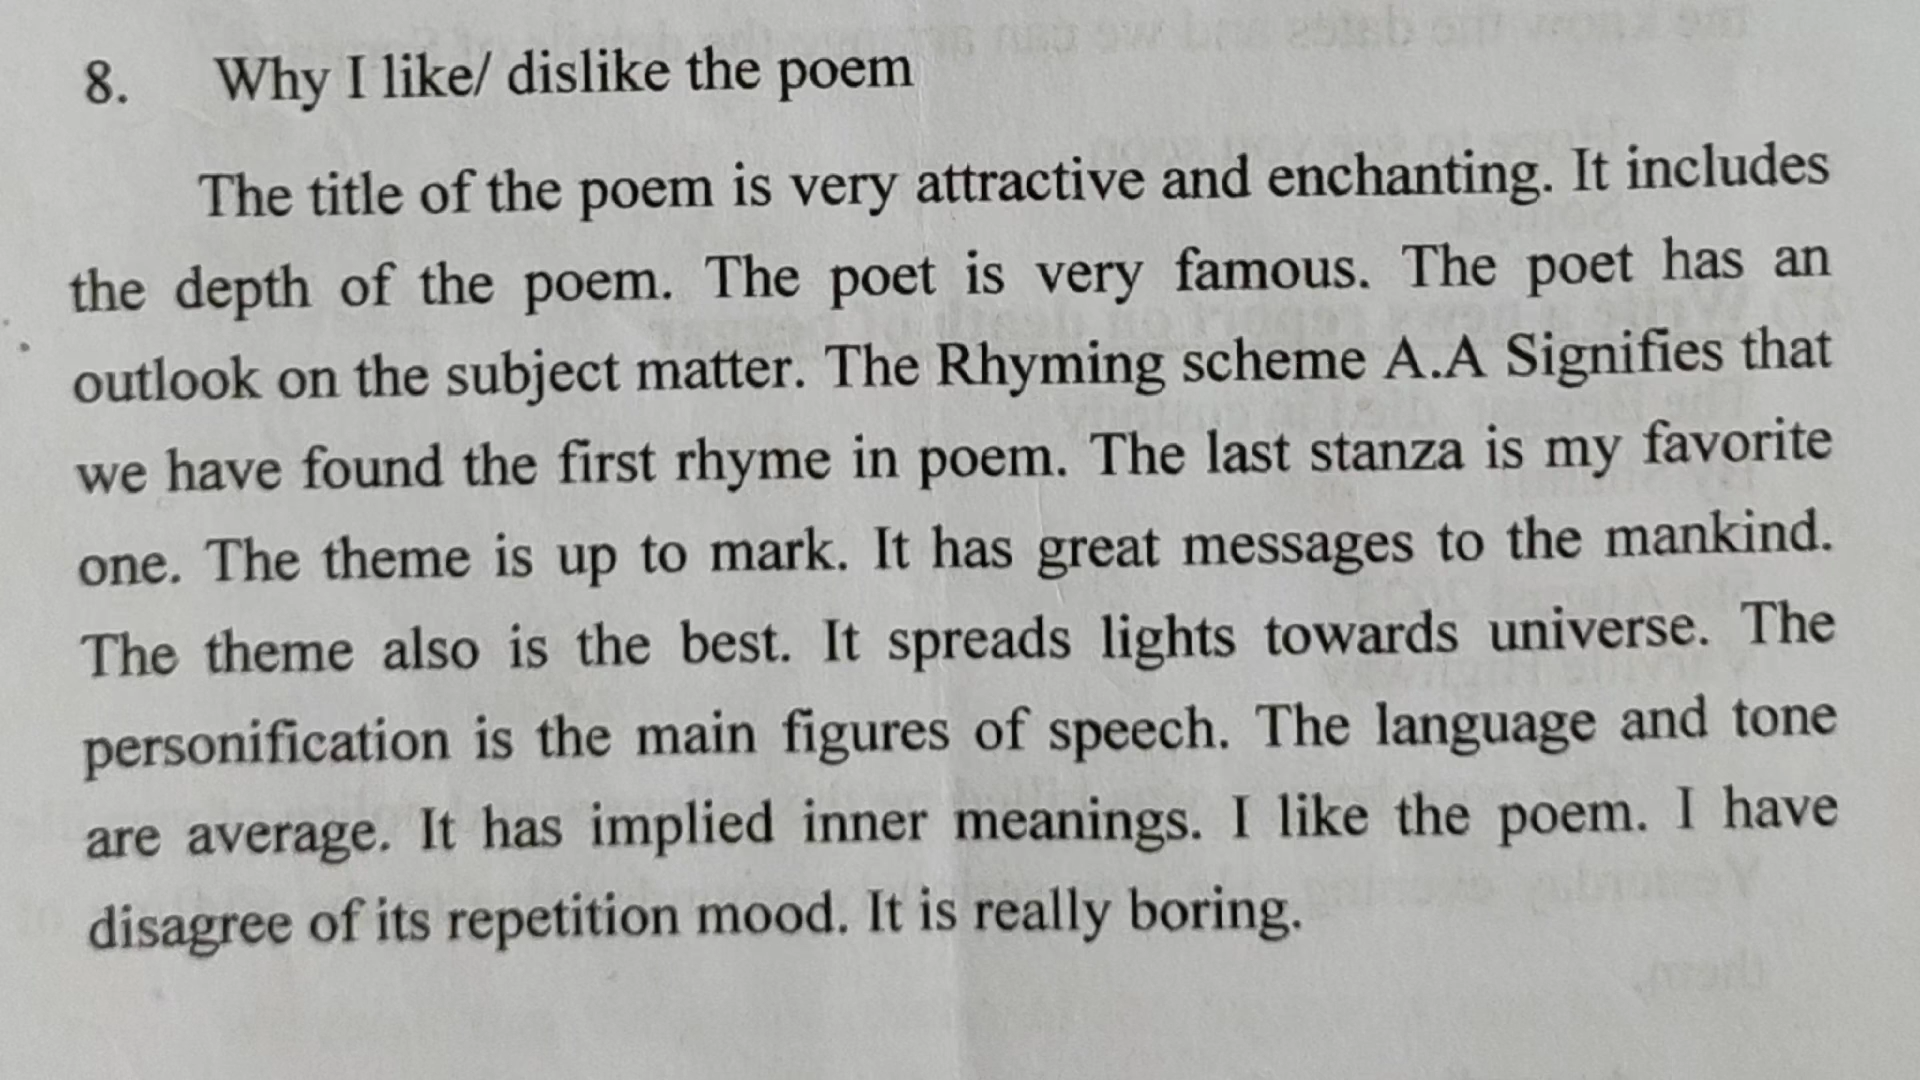 8. Why I like/ dislike the poem
The title of the poem is very attractive and enchanting. It includes
the depth of the poem. The poet is very famous. The poet has an
outlook on the subject matter. The Rhyming scheme A.A Signifies that
we have found the first rhyme in poem. The last stanza is my favorite
one. The theme is up to mark. It has great messages to the mankind.
The theme also is the best. It spreads lights towards universe. The
personification is the main figures of speech. The language and tone
are average. It has implied inner meanings. I like the poem. I have
disagree of its repetition mood. It is really boring.